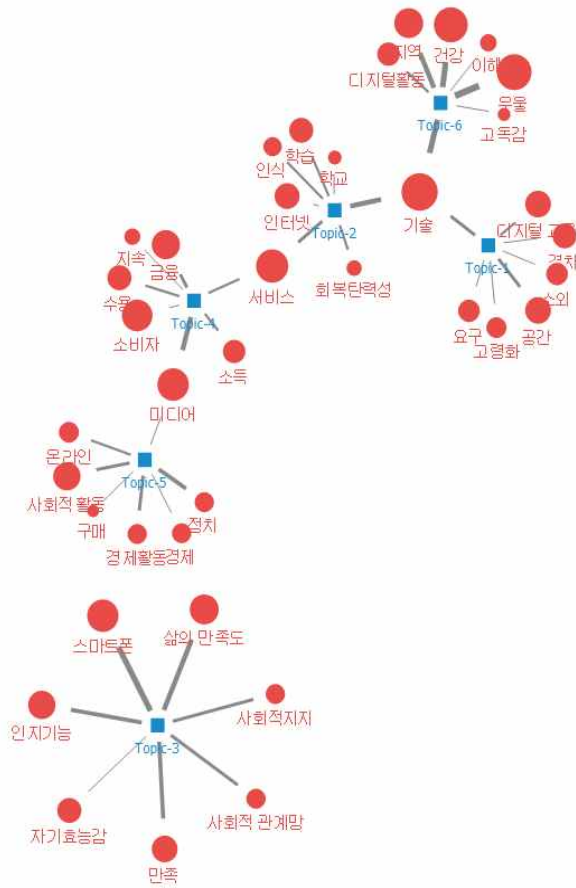 지역
건강
이해
디지털활동
우울
Topic-6
고독감
학습
인식
학교
인터넷
Topic-2
기술
회복탄력성
서비스
Topic-1
격차
소외
요구
고령화
공간
지속
금융
수용
Topic-4
소비자
소득
미디어
온라인
Topic-5
사회적 활동
구매
정치
경제활동
경제
스마트폰
삶의 만족도
인지기능
사회적지지
Topic-3
자기효능감
사회적 관계망
만족